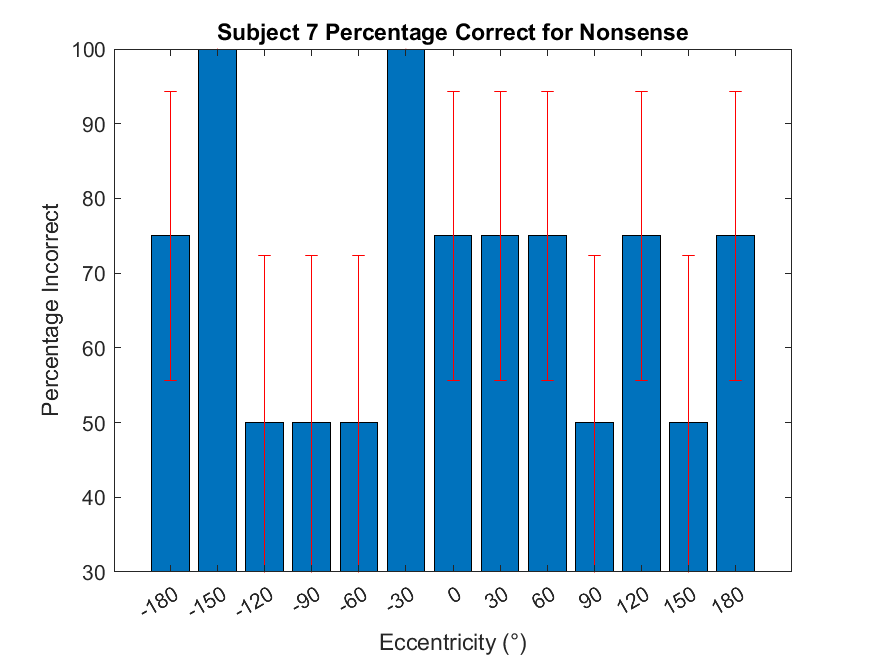 Subject 7 Percentage Correct for Nonsense
100
90
80
70
60
50
40
30
Percentage Incorrect
-180 -150 -120 -90 -60 -30 0 30 60 90 120 150 180
Eccentricity (°)